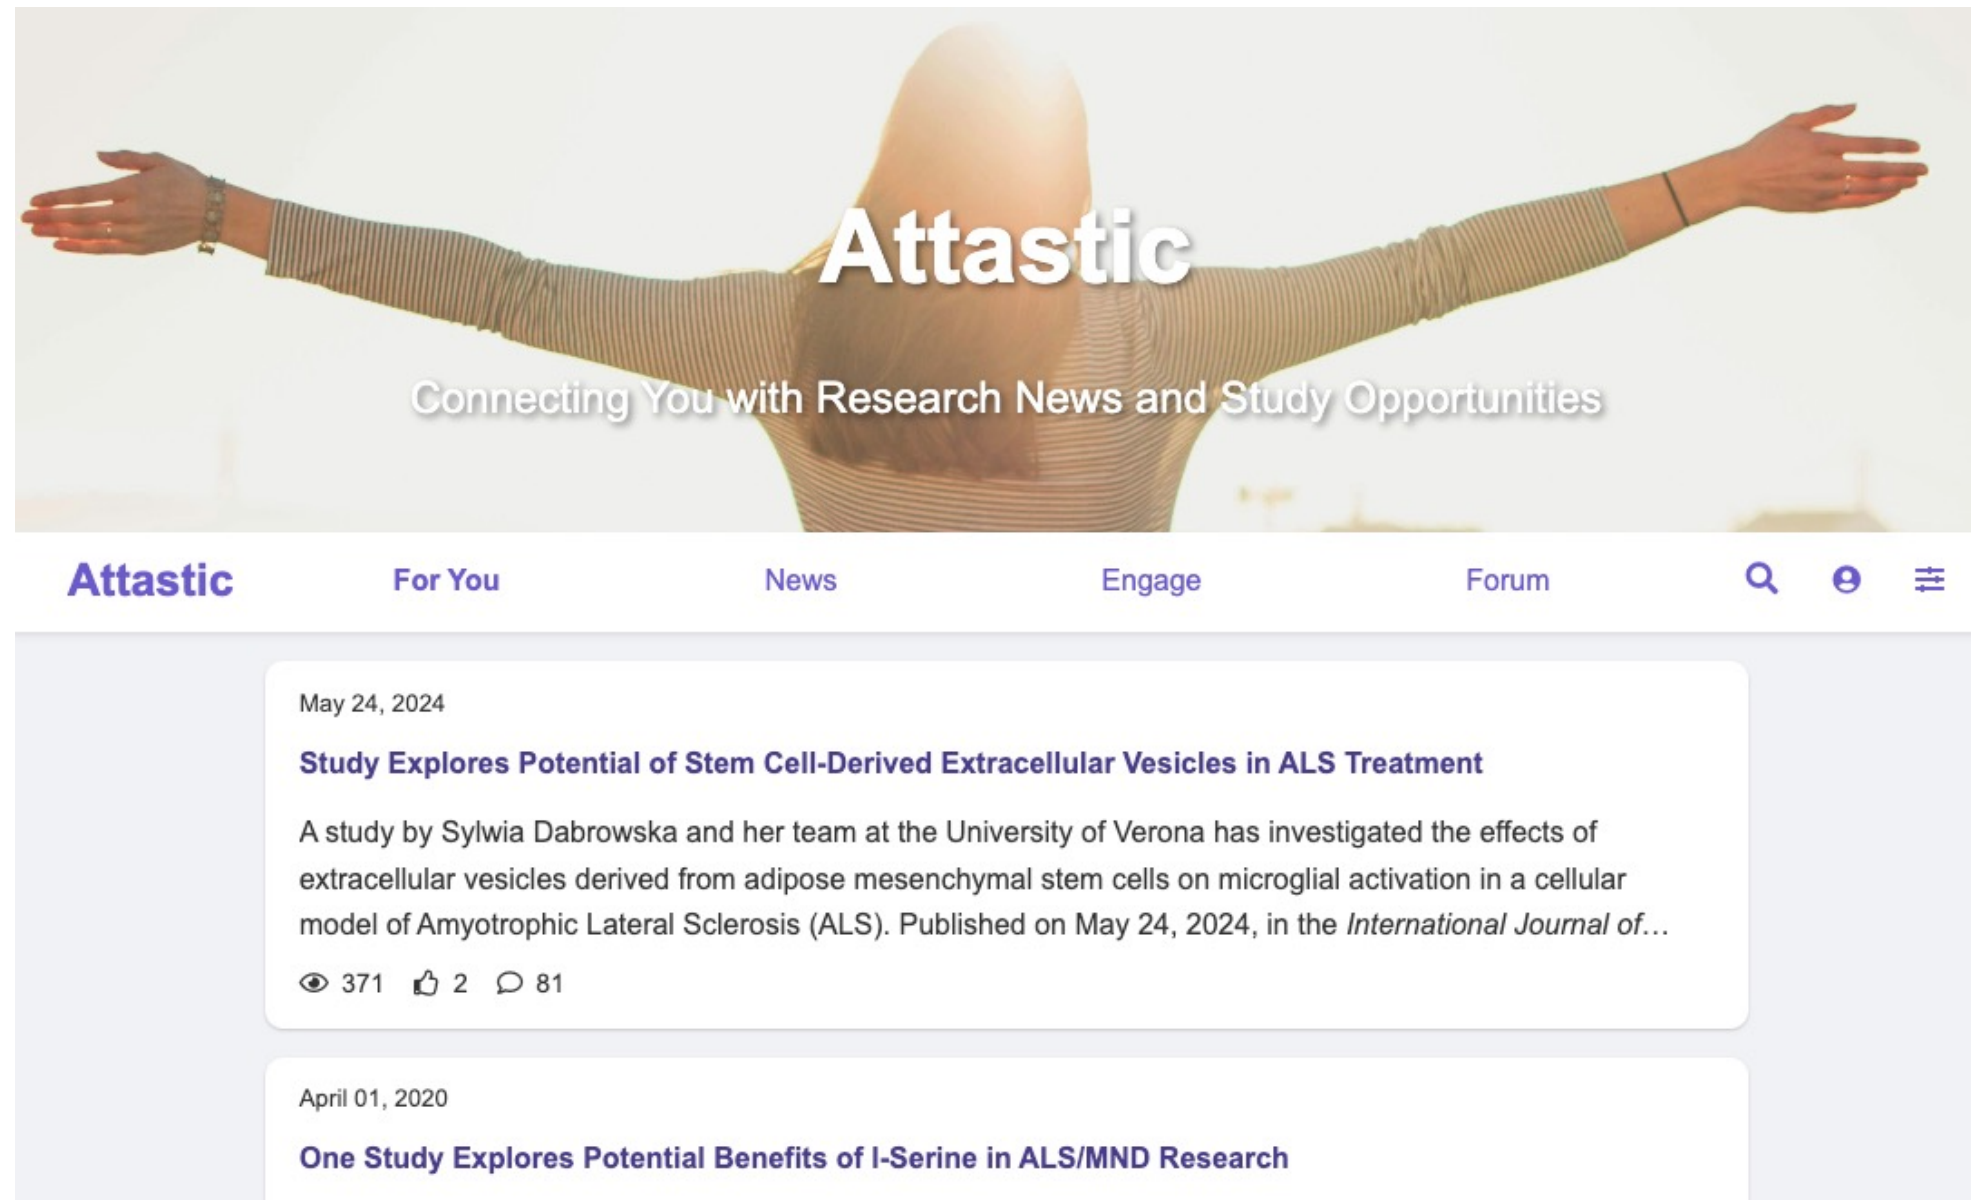 Attastic
Connecting You with Research News and Study Opportunities
Attastic For You News Engage Forum
May 24, 2024
Study Explores Potential of Stem Cell-Derived Extracellular Vesicles in ALS Treatment
A study by Sylwia Dabrowska and her team at the University of Verona has investigated the effects of
extracellular vesicles derived from adipose mesenchymal stem cells on microglial activation in a cellular
model of Amyotrophic Lateral Sclerosis (ALS). Published on May 24, 2024, in the International Journal of…
371 2 81
April 01, 2020
One Study Explores Potential Benefits of l-Serine in ALS/MND Research